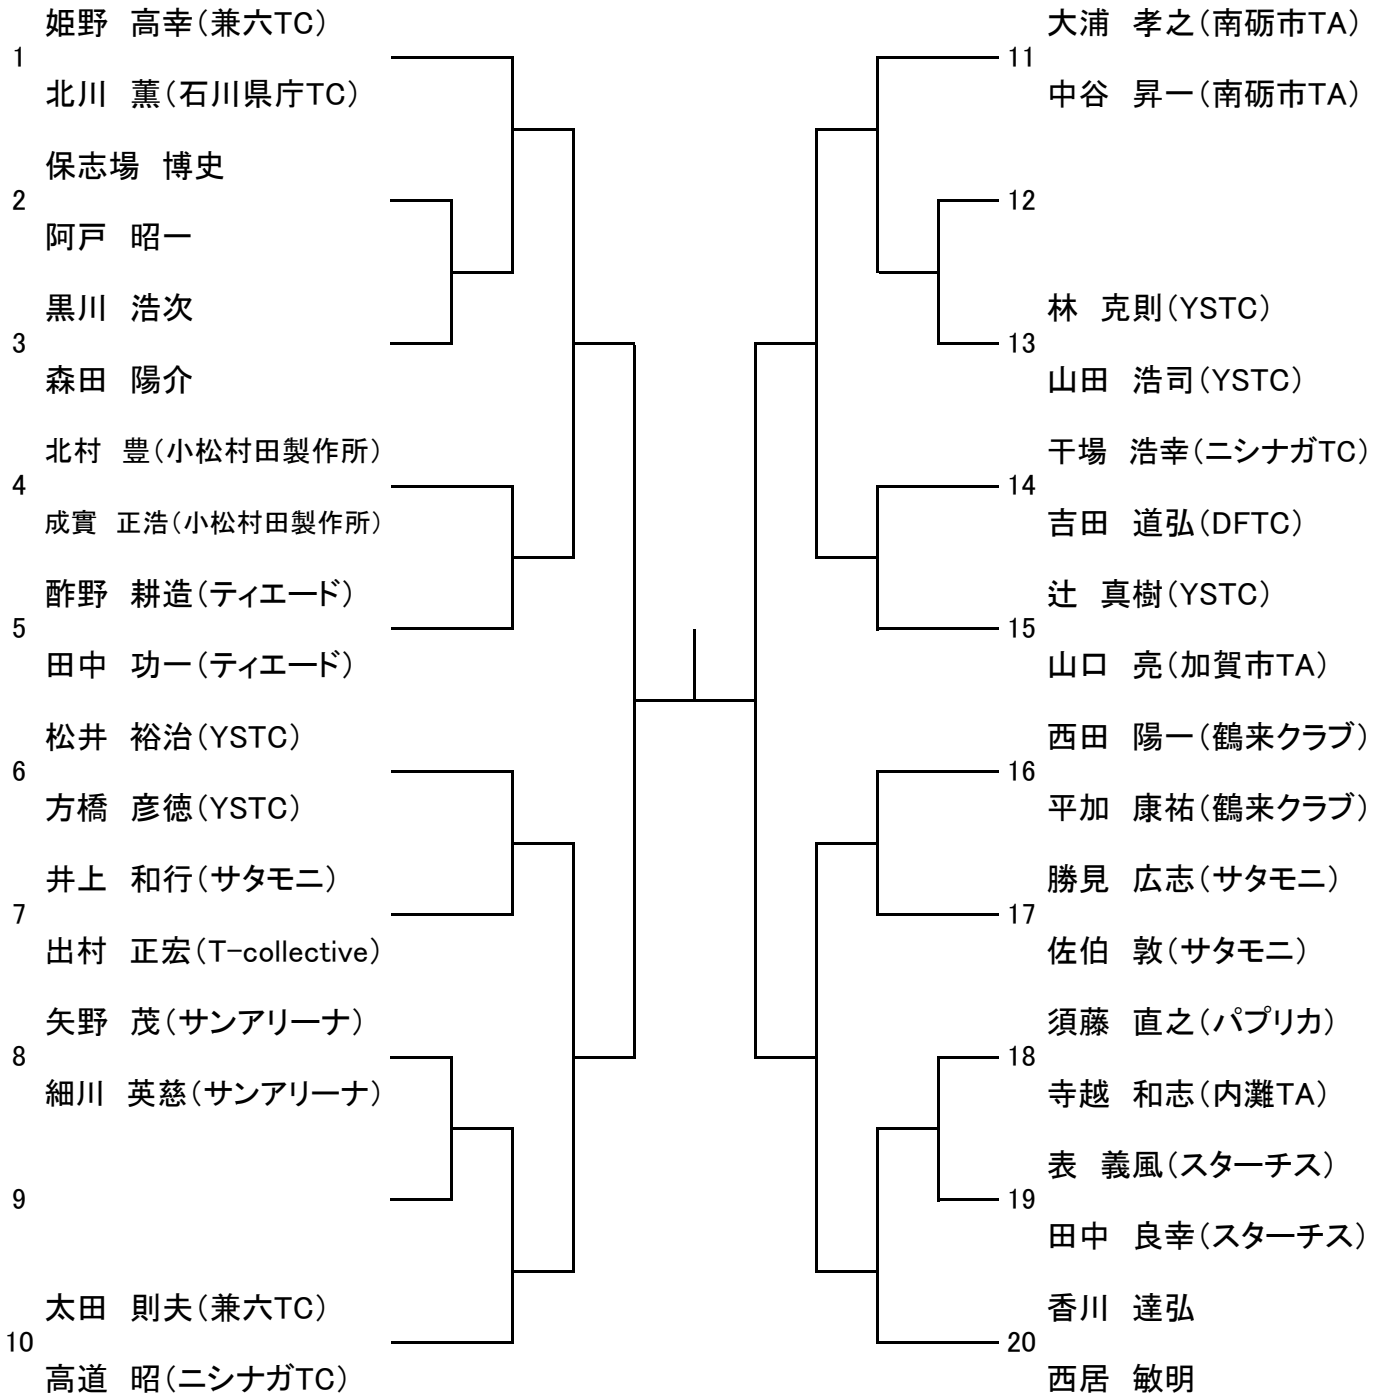 姫野　高幸（兼六TC）
1
北川　薫（石川県庁TC）
保志場　博史
2
阿戸　昭一
黒川　浩次
3
森田　陽介
北村　豊（小松村田製作所）
4
成實　正浩（小松村田製作所）
酢野　耕造（ティエード）
5
田中　功一（ティエード）
松井　裕治（YSTC）
6
方橋　彦徳（YSTC）
井上　和行（サタモニ）
7
出村　正宏（T-collective）
矢野　茂（サンアリーナ）
8
細川　英慈（サンアリーナ）
9
太田　則夫（兼六TC）
10
高道　昭（ニシナガTC）
大浦　孝之（南砺市TA）
11
中谷　昇一（南砺市TA）
12
林　克則（YSTC）
13
山田　浩司（YSTC）
干場　浩幸（ニシナガTC）
14
吉田　道弘（DFTC）
辻　真樹（YSTC）
15
山口　亮（加賀市TA）
西田　陽一（鶴来クラブ）
16
平加　康祐（鶴来クラブ）
勝見　広志（サタモニ）
17
佐伯　敦（サタモニ）
須藤　直之（パプリカ）
18
寺越　和志（内灘TA）
表　義風（スターチス）
19
田中　良幸（スターチス）
香川　達弘
20
西居　敏明